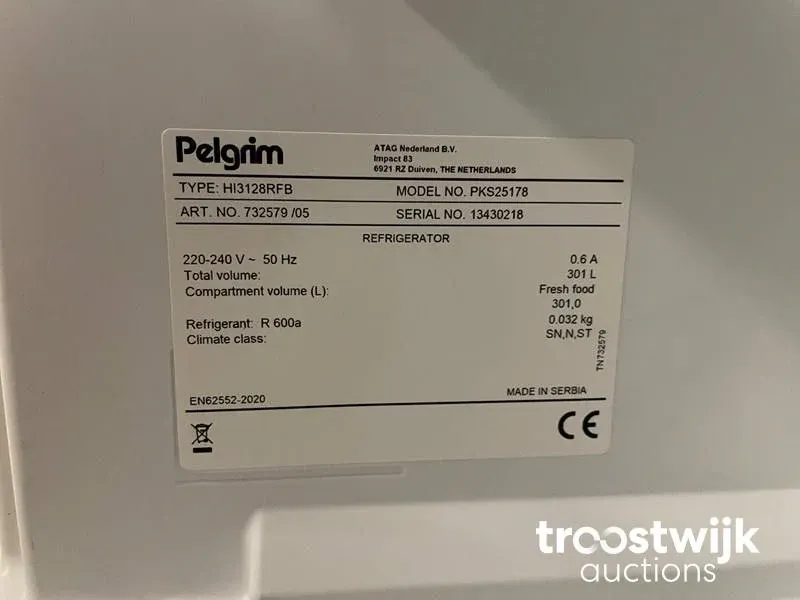 Pelgrim
ATAG Nederland B.V.
Impact 83
6921 RZ Duiven, THE NETHERLANDS
TYPE: HI3128RFB MODEL NO. PKS25178
ART. NO. 732579 /05 SERIAL NO. 13430218
REFRIGERATOR
220-240 V ~ 50 Hz 0.6 A
Total volume: 301 L
Compartment volume (L): Fresh food
301,0
Refrigerant: R 600a 0.032 kg
Climate class: SN,N,ST
TN732579
EN62552-2020 MADE IN SERBIA
CE
troostwijk
auctions